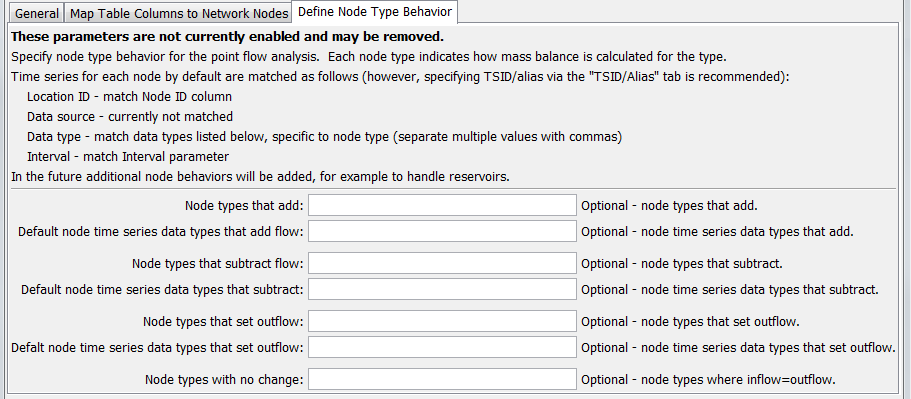 General Map Table Columns to Network Nodes Define Node Type Behavior
These parameters are not currently enabled and may be removed.
Specify node type behavior for the point flow analysis.  Each node type indicates how mass balance is calculated for the type.
Time series for each node by default are matched as follows (however, specifying TSID/alias via the "TSID/Alias" tab is recommended):
Location ID - match Node ID column
Data source - currently not matched
Data type - match data types listed below, specific to node type (separate multiple values with commas)
Interval - match Interval parameter
In the future additional node behaviors will be added, for example to handle reservoirs.
Node types that add: Optional - node types that add.
Default node time series data types that add flow: Optional - node time series data types that add.
Node types that subtract flow: Optional - node types that subtract.
Default node time series data types that subtract: Optional - node time series data types that subtract.
Node types that set outflow: Optional - node types that set outflow.
Defalt node time series data types that set outflow: Optional - node time series data types that set outflow.
Node types with no change: Optional - node types where inflow=outflow.